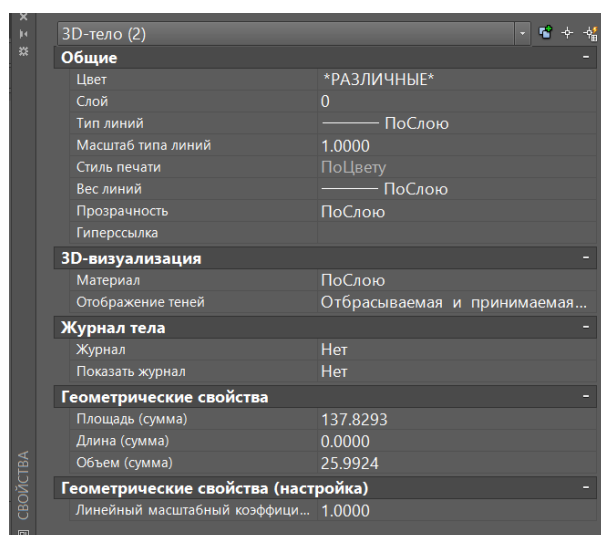 3D-тело (2)
Общие
Цвет *РАЗЛИЧНЫЕ*
Слой 0
Тип линий ПоСлою
Масштаб типа линий 1.0000
Стиль печати ПоЦвету
Вес линий ПоСлою
Прозрачность ПоСлою
Гиперссылка
3D-визуализация
Материал ПоСлою
Отображение теней Отбрасываемая и принимаемая...
Журнал тела
Журнал Нет
Показать журнал Нет
Геометрические свойства
Площадь (сумма) 137.8293
Длина (сумма) 0.0000
Объем (сумма) 25.9924
Геометрические свойства (настройка)
Линейный масштабный коэффици... 1.0000
СВОЙСТВА